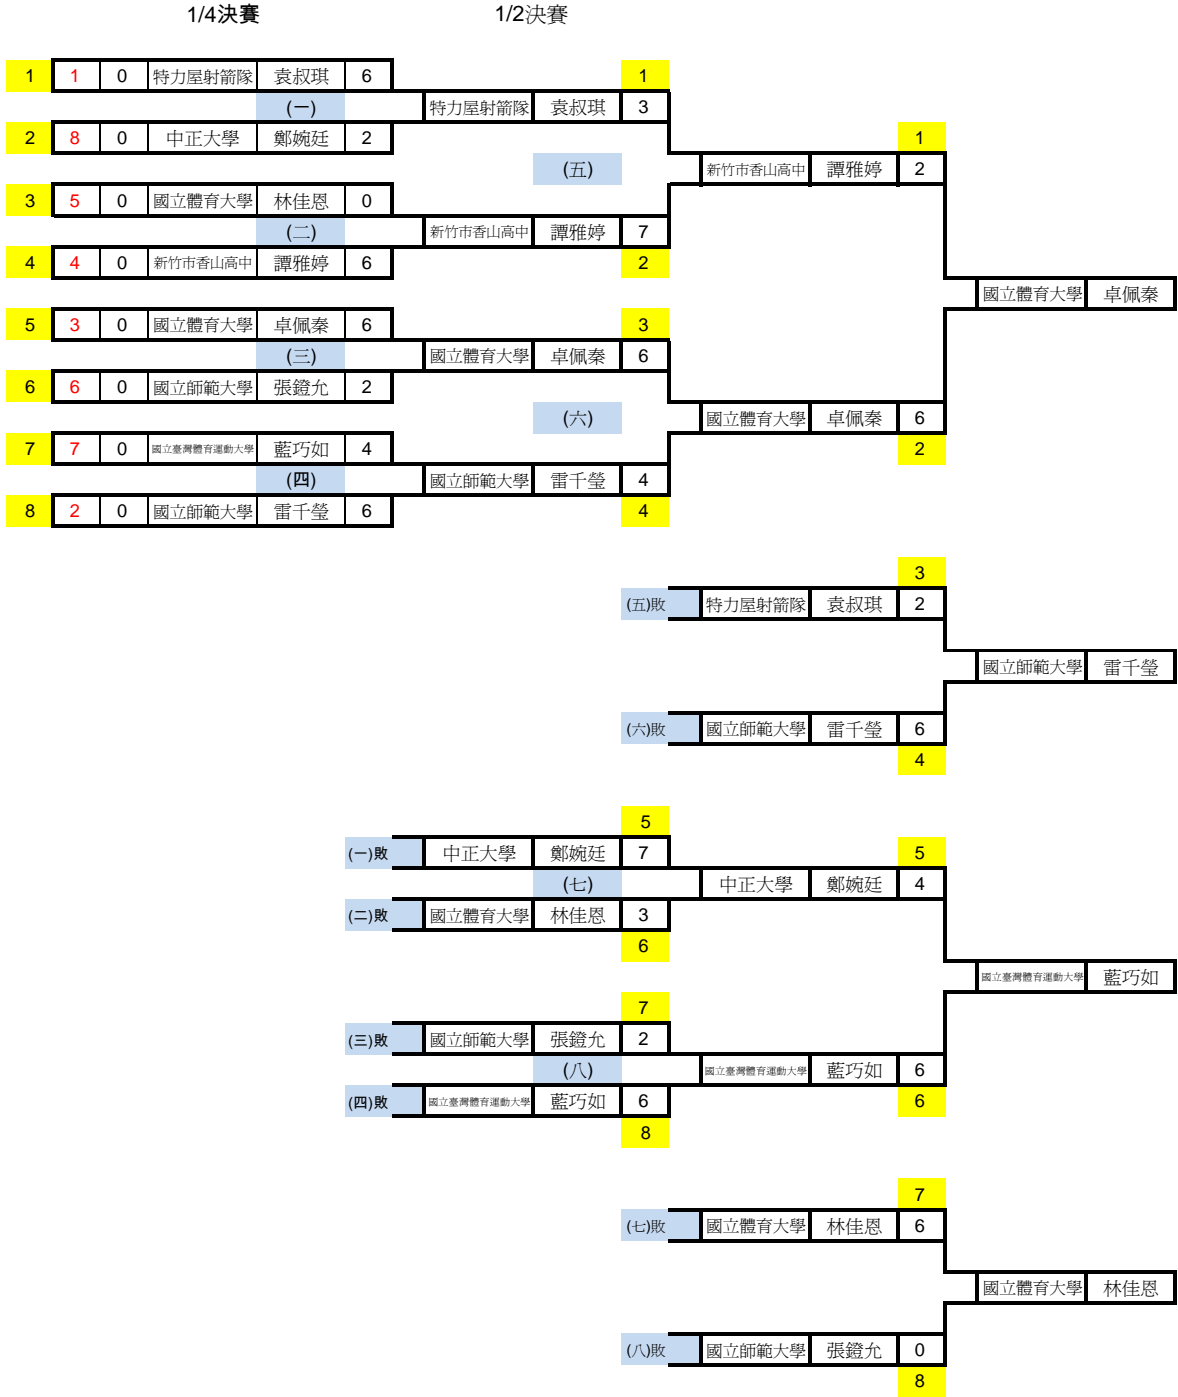 1/4決賽 1/2決賽
1 1 0 特力屋射箭隊 袁叔琪 6 1
(一) 特力屋射箭隊 袁叔琪 3
2 8 0 中正大學 鄭婉廷 2 1
(五) 新竹市香山高中 譚雅婷 2
3 5 0 國立體育大學 林佳恩 0
(二) 新竹市香山高中 譚雅婷 7
4 4 0 新竹市香山高中 譚雅婷 6 2
國立體育大學 卓佩秦
5 3 0 國立體育大學 卓佩秦 6 3
(三) 國立體育大學 卓佩秦 6
6 6 0 國立師範大學 張鐙允 2
(六) 國立體育大學 卓佩秦 6
7 7 0 國立臺灣體育運動大學 藍巧如 4 2
(四) 國立師範大學 雷千瑩 4
8 2 0 國立師範大學 雷千瑩 6 4
3
(五)敗 特力屋射箭隊 袁叔琪 2
國立師範大學 雷千瑩
(六)敗 國立師範大學 雷千瑩 6
4
5
(一)敗 中正大學 鄭婉廷 7 5
(七) 中正大學 鄭婉廷 4
(二)敗 國立體育大學 林佳恩 3
6
國立臺灣體育運動大學 藍巧如
7
(三)敗 國立師範大學 張鐙允 2
(八) 國立臺灣體育運動大學 藍巧如 6
(四)敗 國立臺灣體育運動大學 藍巧如 6 6
8
7
(七)敗 國立體育大學 林佳恩 6
國立體育大學 林佳恩
(八)敗 國立師範大學 張鐙允 0
8